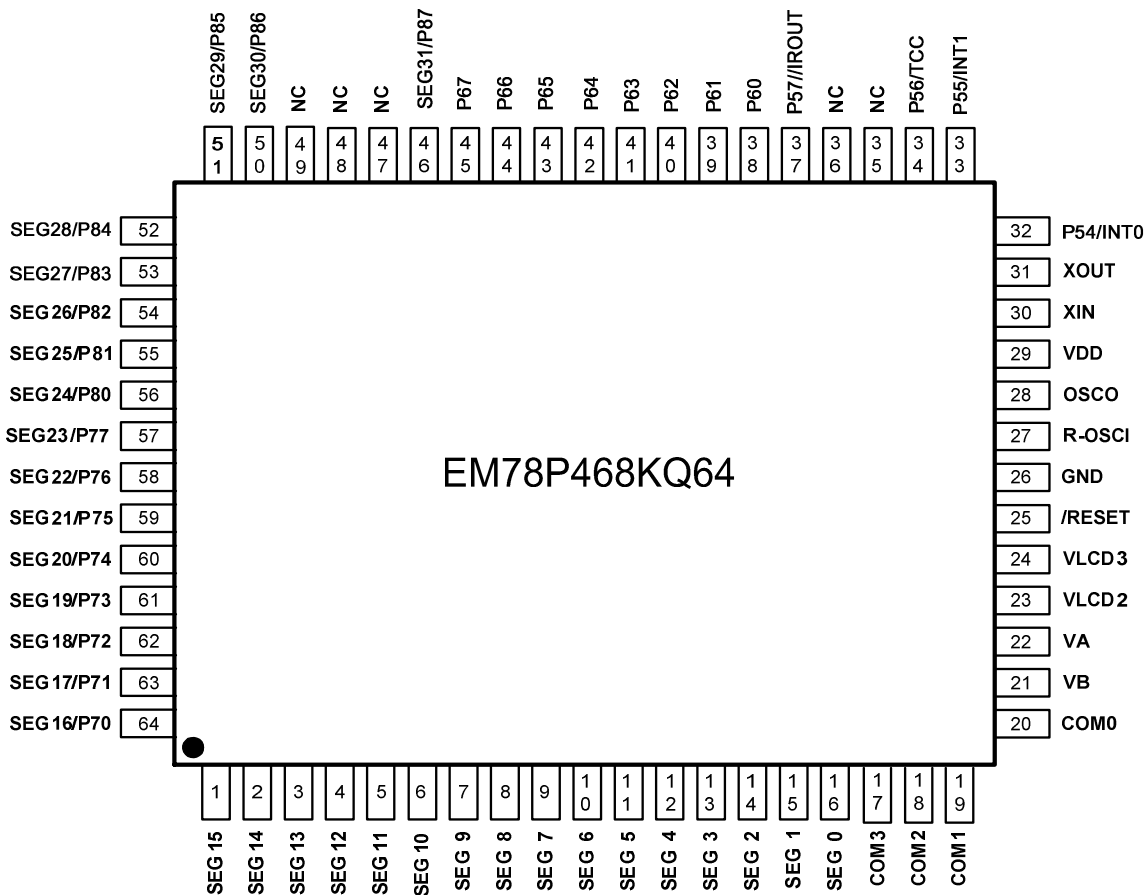 SEG29/P85
SEG30/P86
NC
NC
NC
SEG31/P87
P67
P66
P65
P64
P63
P62
P61
P60
P57//IROUT
NC
NC
P56/TCC
P55/INT1
51
50
49
48
47
46
45
44
43
42
41
40
39
38
37
36
35
34
33
SEG28/P84 52
SEG27/P83 53
SEG26/P82 54
SEG25/P81 55
SEG24/P80 56
SEG23/P77 57
SEG22/P76 58
SEG21/P75 59
SEG20/P74 60
SEG19/P73 61
SEG18/P72 62
SEG17/P71 63
SEG16/P70 64
EM78P468KQ64
32 P54/INT0
31 XOUT
30 XIN
29 VDD
28 OSCO
27 R-OSCI
26 GND
25 /RESET
24 VLCD3
23 VLCD2
22 VA
21 VB
20 COM0
1
2
3
4
5
6
7
8
9
10
11
12
13
14
15
16
17
18
19
SEG 15
SEG 14
SEG 13
SEG 12
SEG 11
SEG 10
SEG 9
SEG 8
SEG 7
SEG 6
SEG 5
SEG 4
SEG 3
SEG 2
SEG 1
SEG 0
COM3
COM2
COM1